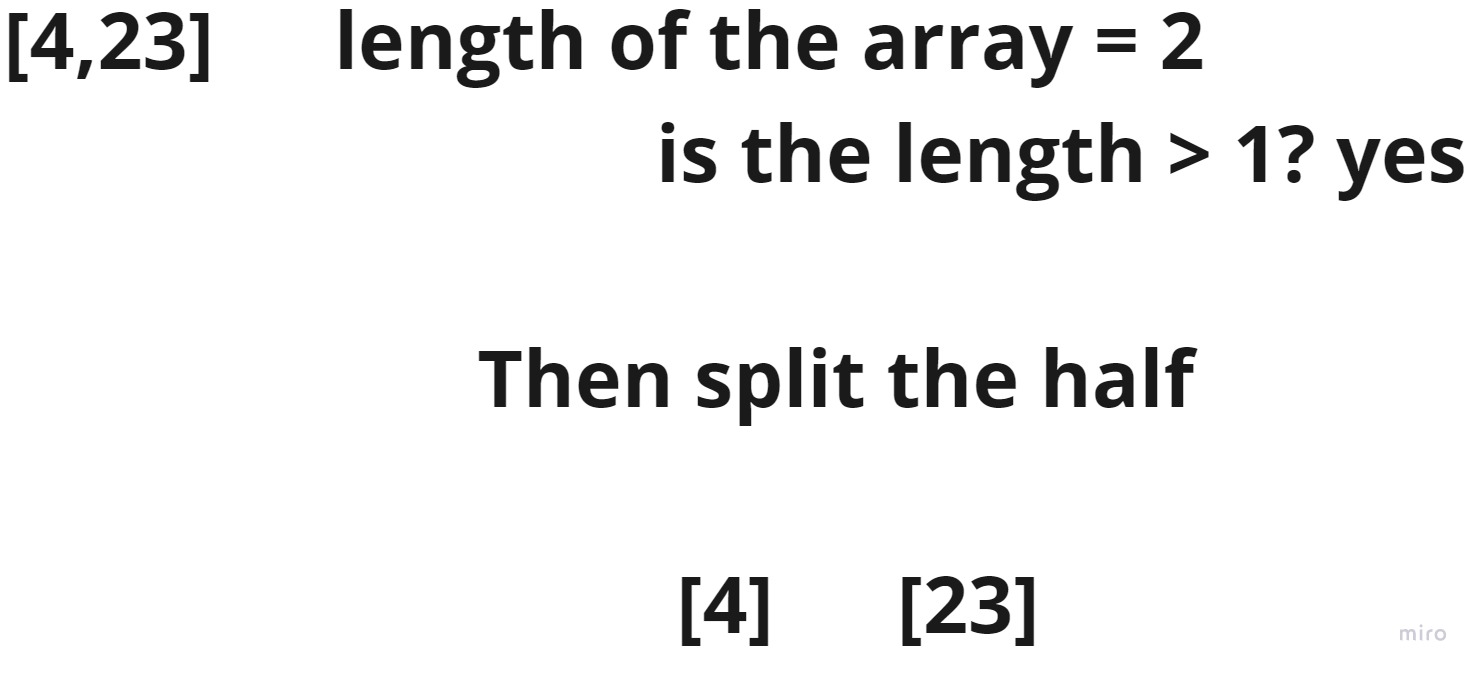 [4,23] length of the array = 2
is the length > 1? yes
Then split the half
[4] [23]
miro